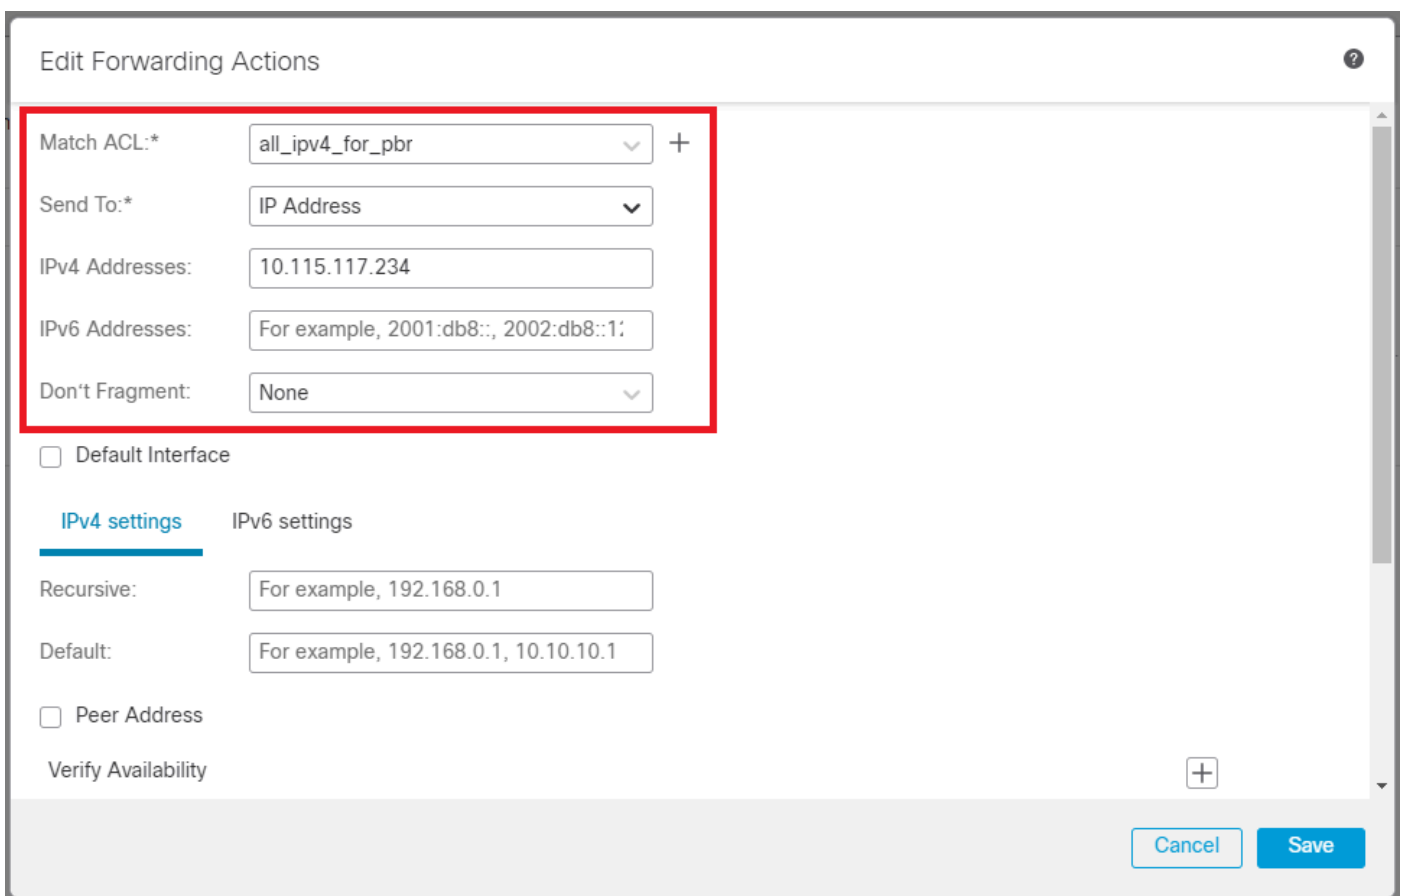 Edit Forwarding Actions
?
Match ACL:* all_ipv4_for_pbr +
Send To:* IP Address
IPv4 Addresses: 10.115.117.234
IPv6 Addresses: For example, 2001:db8::, 2002:db8::12
Don't Fragment: None
Default Interface
IPv4 settings IPv6 settings
Recursive: For example, 192.168.0.1
Default: For example, 192.168.0.1, 10.10.10.1
Peer Address
Verify Availability +
Cancel Save